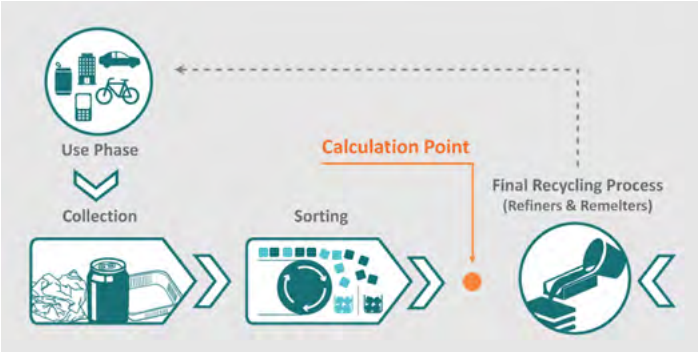 Use Phase
Calculation Point
Final Recycling Process
(Refiners & Remelters)
Collection
Sorting